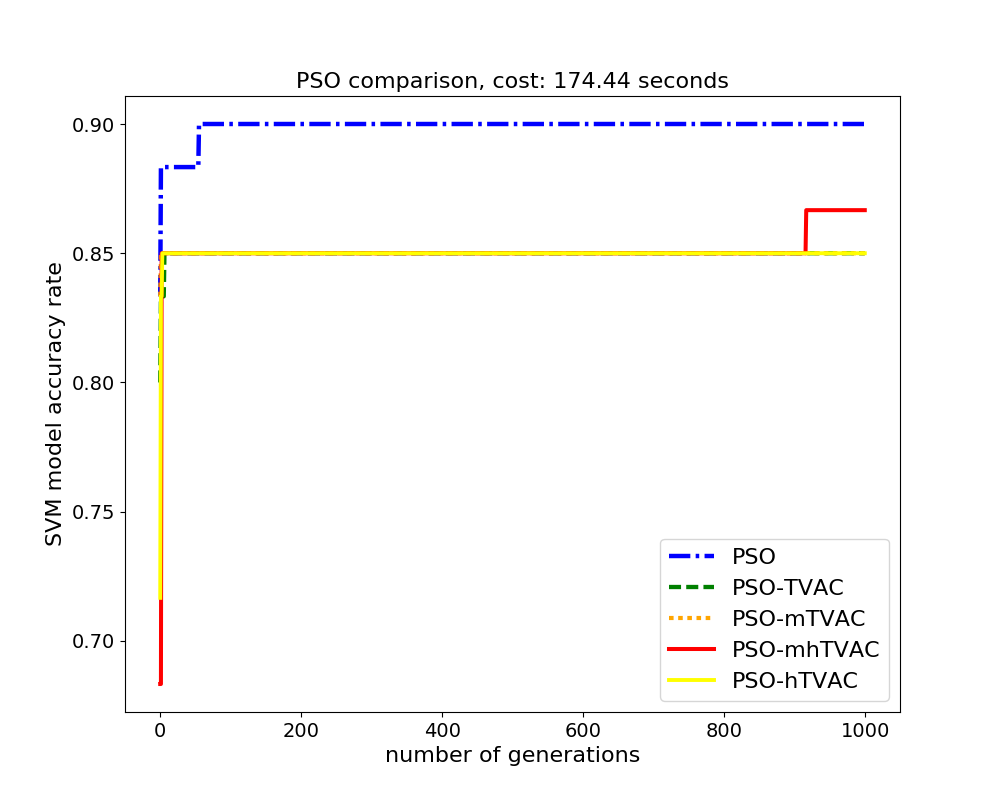 PSO comparison, cost: 174.44 seconds
SVM model accuracy rate
0.90
0.85
0.80
0.75
0.70
0
200
400
600
800
1000
number of generations
PSO
PSO-TVAC
PSO-mTVAC
PSO-mhTVAC
PSO-hTVAC